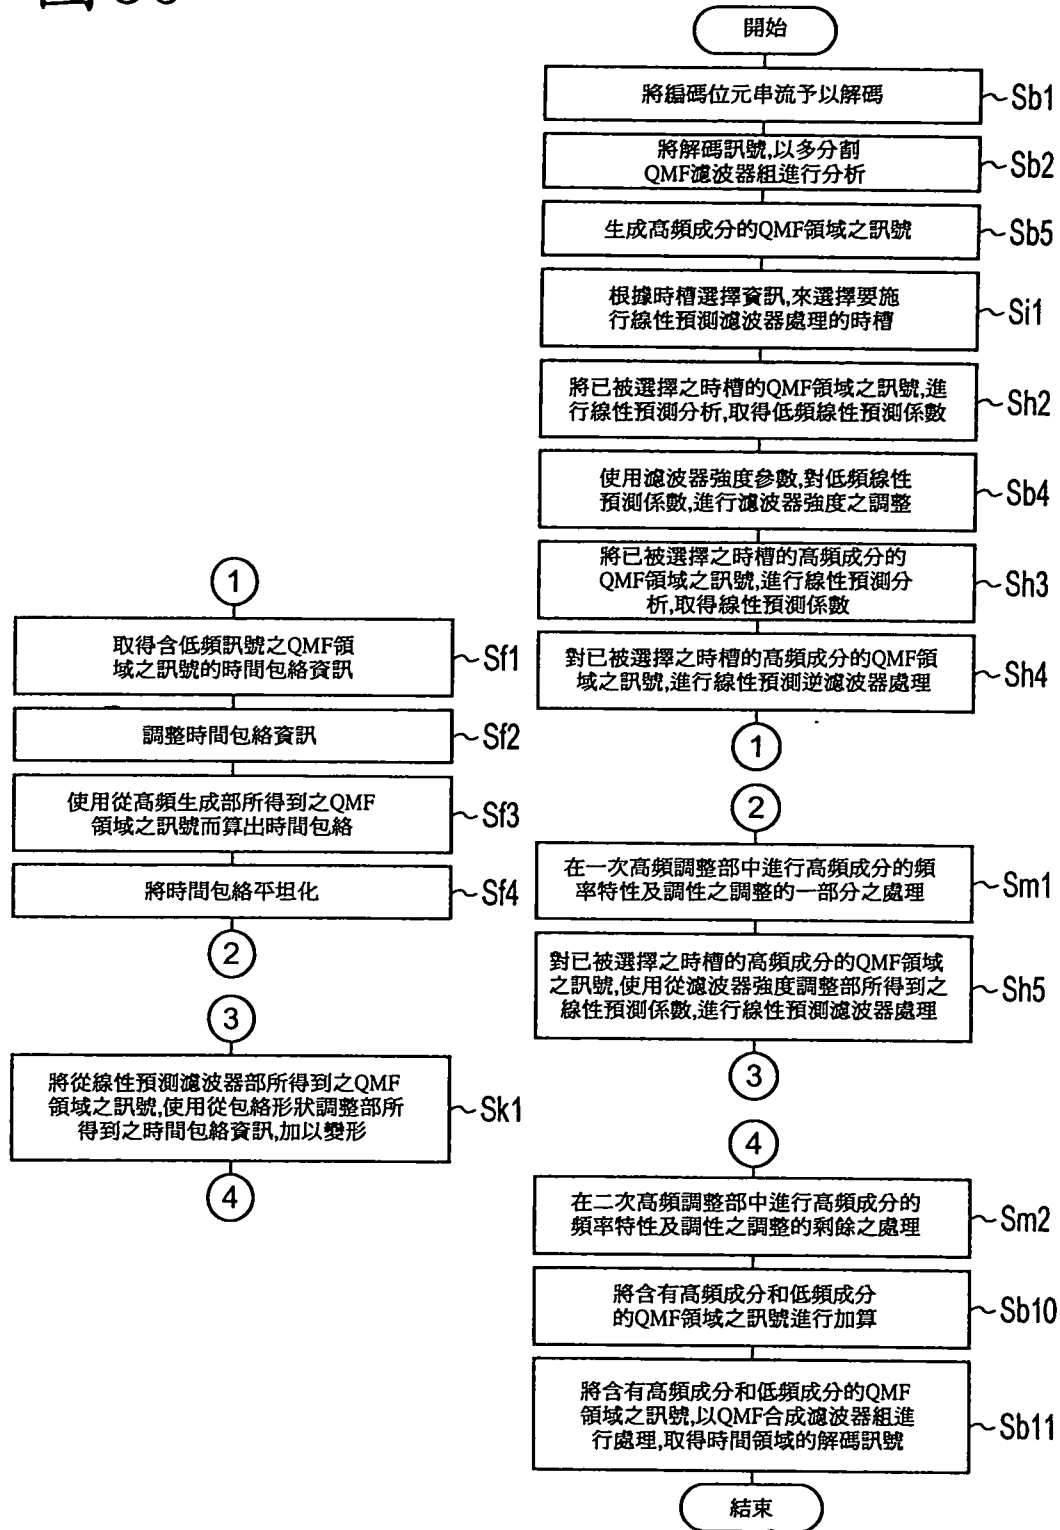 開始
將編碼位元串流予以解碼
Sb1
將解碼訊號,以多分割
QMF濾波器組進行分析
Sb2
生成高頻成分的QMF領域之訊號
Sb5
根據時槽選擇資訊,來選擇要施
行線性預測濾波器處理的時槽
Si1
將已被選擇之時槽的QMF領域之訊號,進
行線性預測分析,取得低頻線性預測係數
Sh2
使用濾波器強度參數,對低頻線性
預測係數,進行濾波器強度之調整
Sb4
將已被選擇之時槽的高頻成分的
QMF領域之訊號,進行線性預測分
析,取得線性預測係數
Sh3
對已被選擇之時槽的高頻成分的QMF領
域之訊號,進行線性預測逆濾波器處理
Sh4
1
1
取得含低頻訊號之QMF領
域之訊號的時間包絡資訊
Sf1
調整時間包絡資訊
Sf2
使用從高頻生成部所得到之QMF
領域之訊號而算出時間包絡
Sf3
將時間包絡平坦化
Sf4
2
2
在一次高頻調整部中進行高頻成分的頻
率特性及調性之調整的一部分之處理
Sm1
對已被選擇之時槽的高頻成分的QMF領域
之訊號,使用從濾波器強度調整部所得到之
線性預測係數,進行線性預測濾波器處理
Sh5
3
3
將從線性預測濾波器部所得到之QMF
領域之訊號,使用從包絡形狀調整部所
得到之時間包絡資訊,加以變形
Sk1
4
4
在二次高頻調整部中進行高頻成分的
頻率特性及調性之調整的剩餘之處理
Sm2
將含有高頻成分和低頻成分
的QMF領域之訊號進行加算
Sb10
將含有高頻成分和低頻成分的QMF
領域之訊號,以QMF合成濾波器組進
行處理,取得時間領域的解碼訊號
Sb11
結束